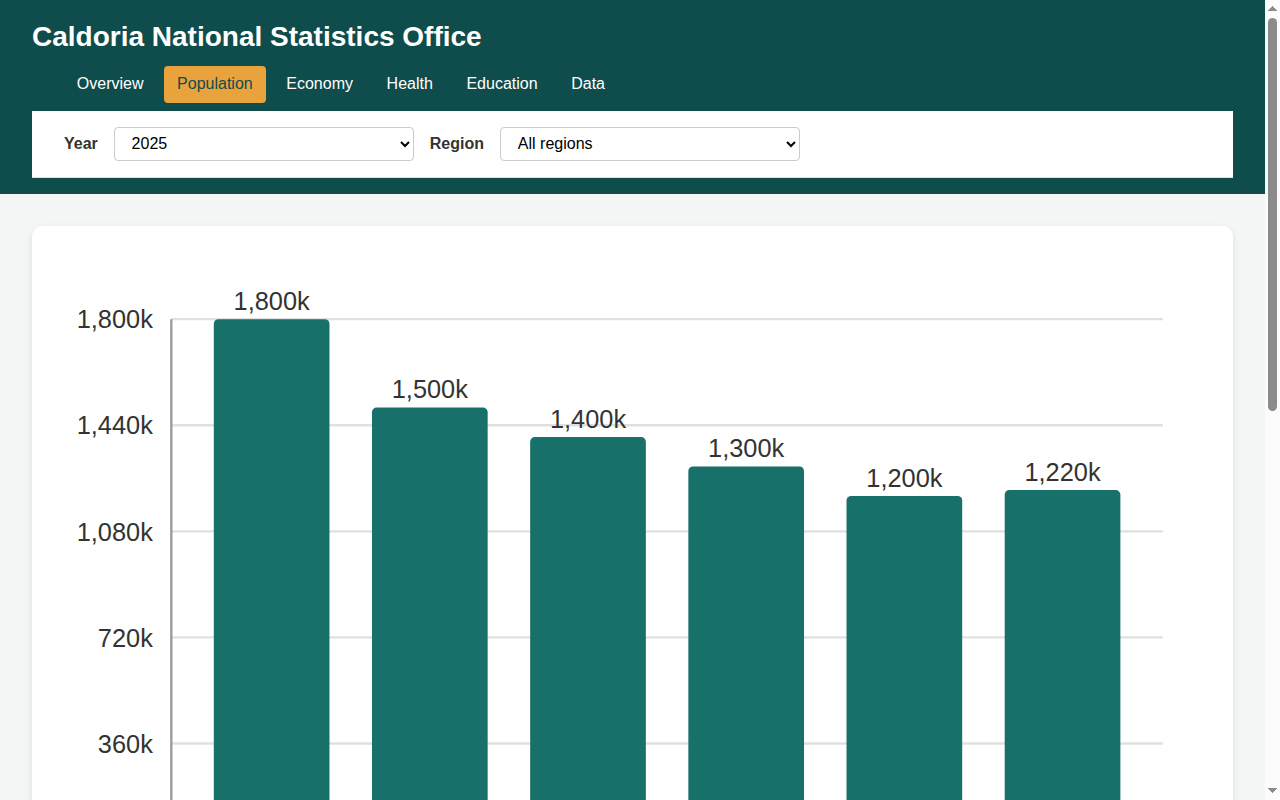 Caldoria National Statistics Office
Overview Population Economy Health Education Data
Year 2025 Region All regions
1,800k
1,800k
1,500k
1,400k
1,440k
1,300k
1,200k
1,220k
1,080k
720k
360k